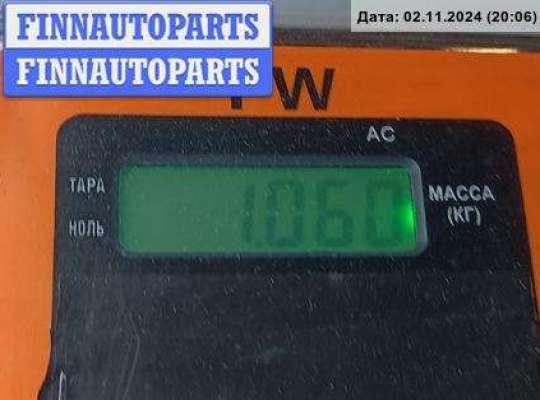 FINNAUTOPARTS
FINNAUTOPARTS
Дата: 02.11.2024 (20:06)
W
AC
ТАРА
НОЛЬ
1.060
МАССА
(КГ)